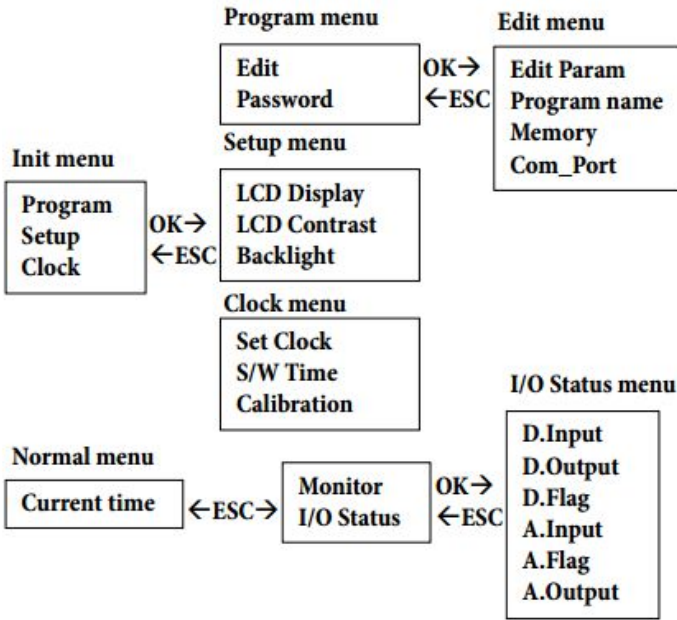 Program menu
Edit
Password
OK→
←ESC
Edit menu
Edit Param
Program name
Memory
Com_Port
Init menu
Program
Setup
Clock
OK→
←ESC
Setup menu
LCD Display
LCD Contrast
Backlight
Clock menu
Set Clock
S/W Time
Calibration
Normal menu
Current time
←ESC→
Monitor
I/O Status
OK→
←ESC
I/O Status menu
D.Input
D.Output
D.Flag
A.Input
A.Flag
A.Output